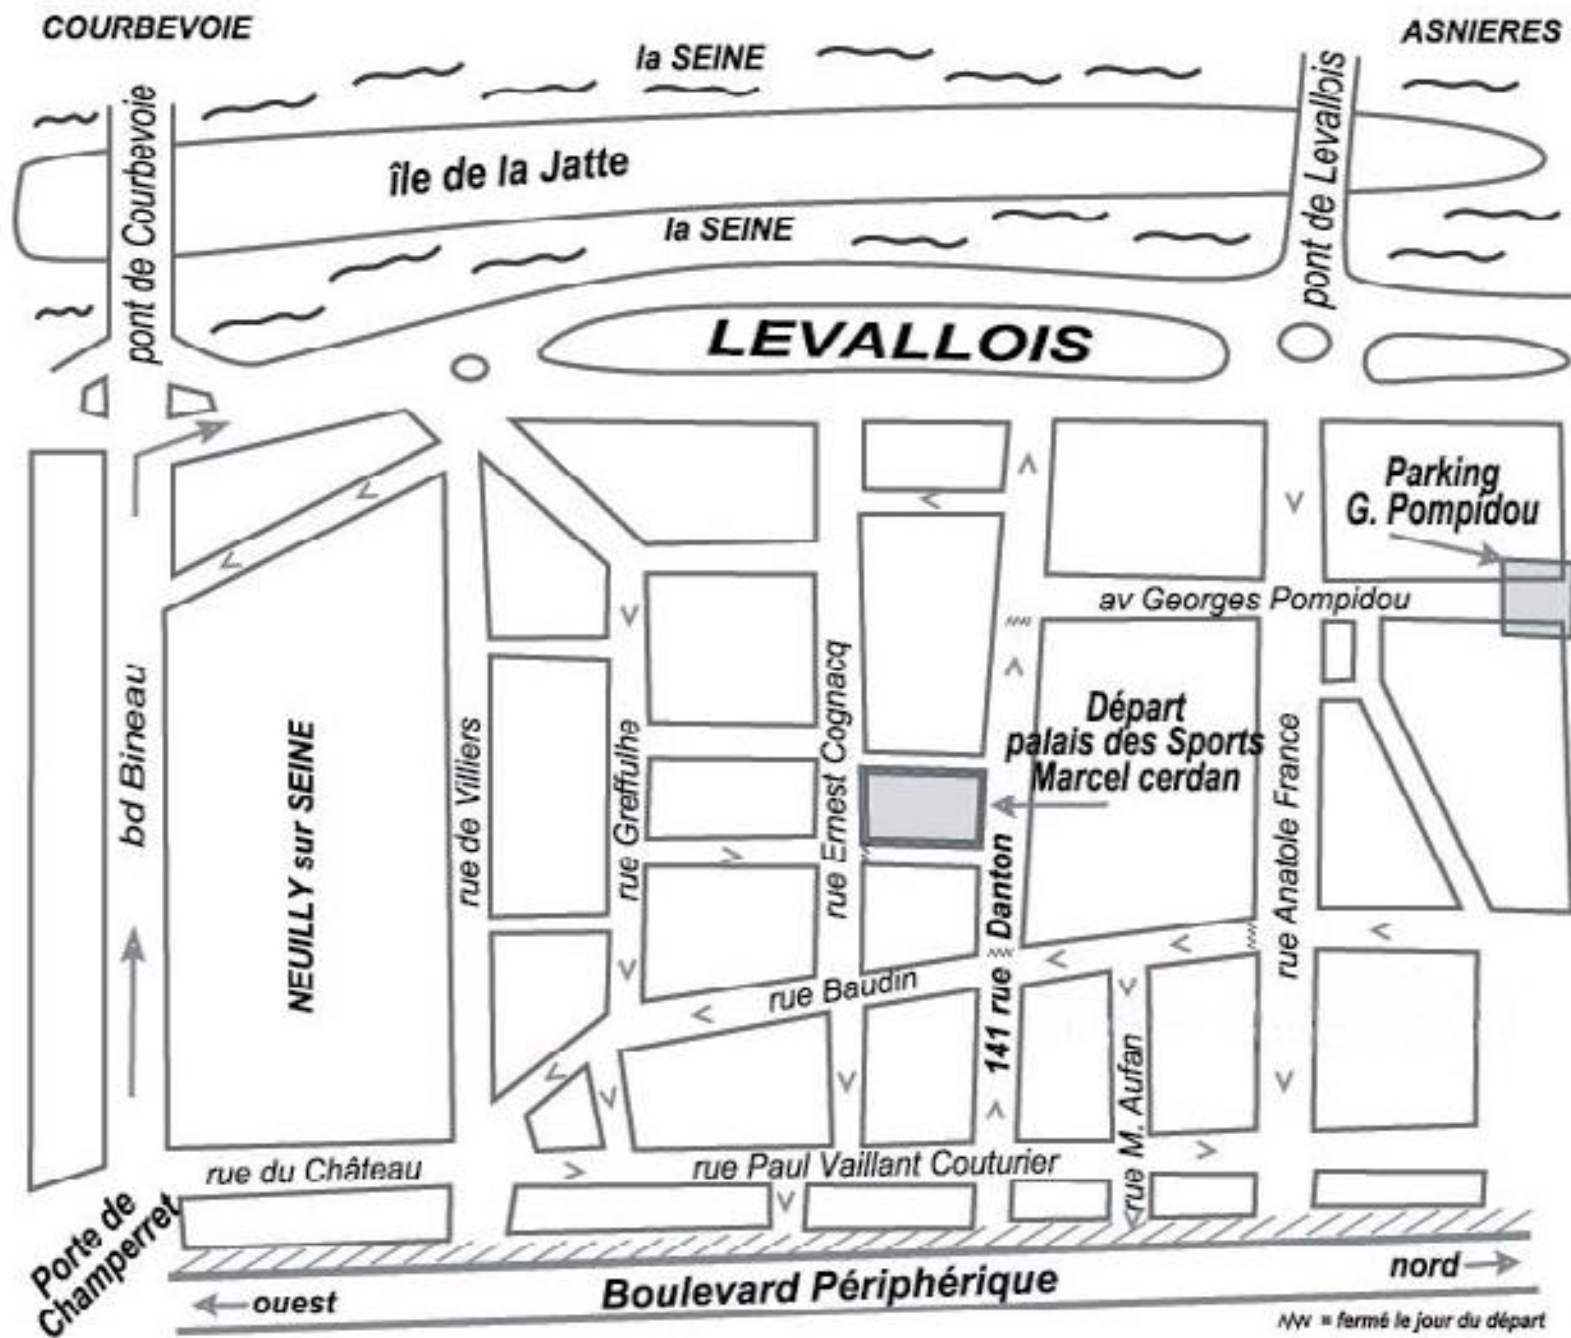 COURBEVOIE
ASNIERES
la SEINE
pont de Courbevoie
pont de Levallois
île de la Jatte
la SEINE
LEVALLOIS
Parking
G. Pompidou
av Georges Pompidou
bd Bineau
NEUILLY sur SEINE
rue de Villiers
rue Greffulhe
rue Ernest Cognacq
Départ
palais des Sports
Marcel cerdan
141 rue Danton
rue Anatole France
rue Baudin
rue M. Aufan
rue du Château
rue Paul Vaillant Couturier
Porte de
Champerret
Boulevard Périphérique
ouest
nord
= fermé le jour du départ